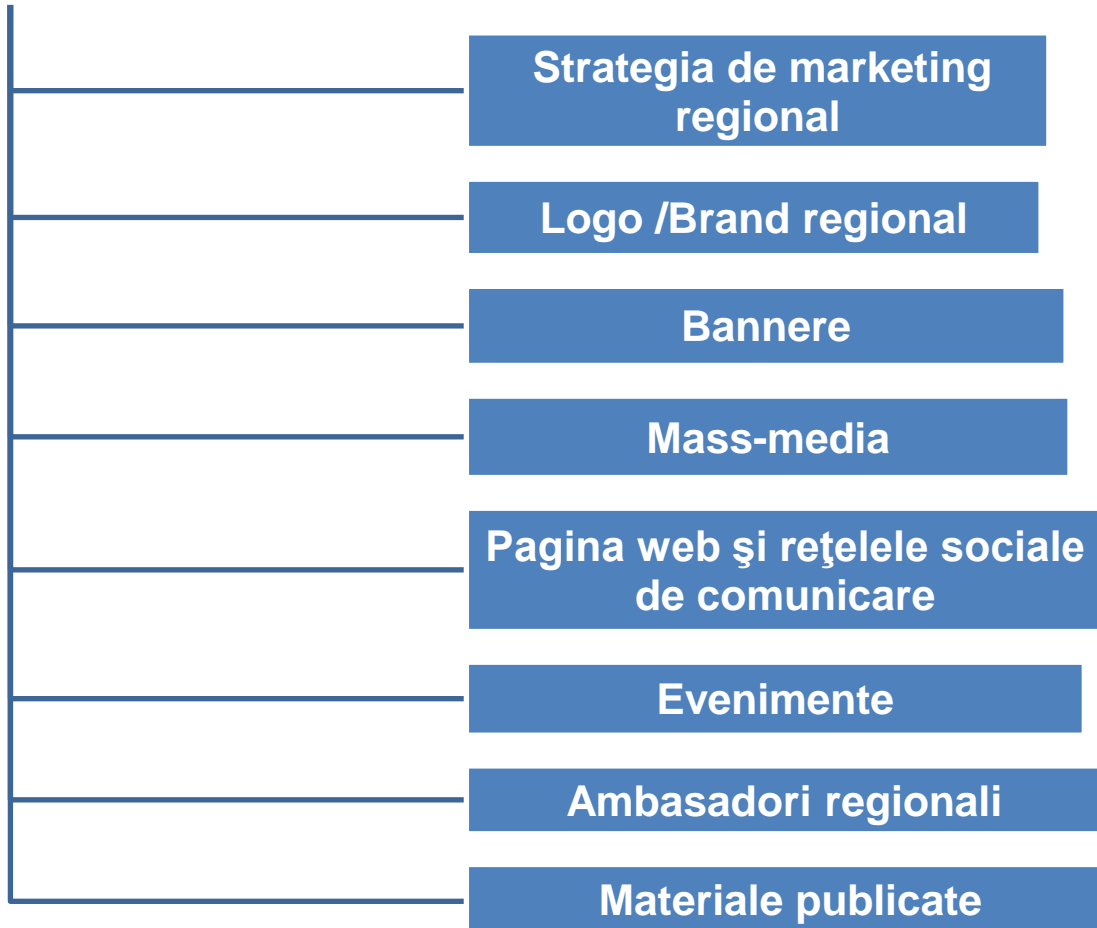 Strategia de marketing
regional
Logo /Brand regional
Bannere
Mass-media
Pagina web şi reţelele sociale
de comunicare
Evenimente
Ambasadori regionali
Materiale publicate